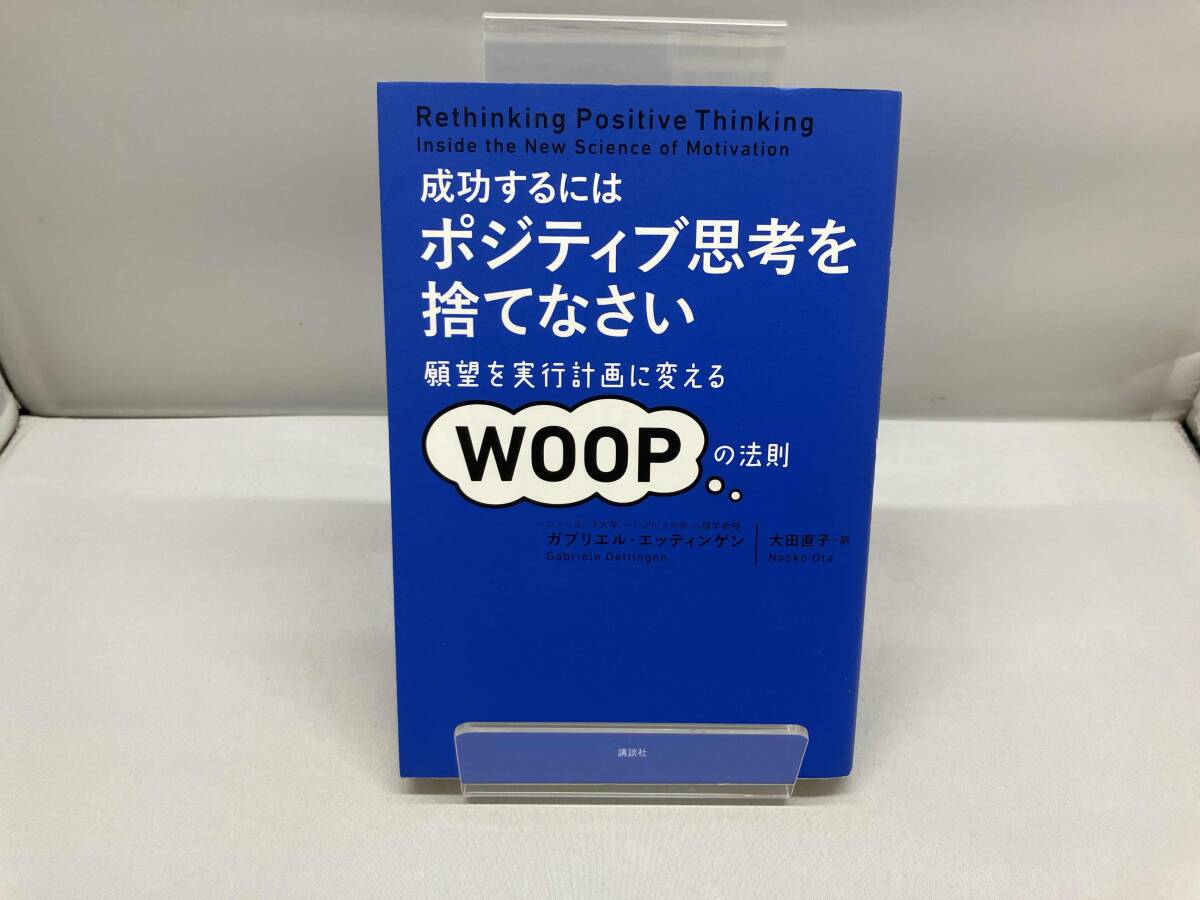 Rethinking Positive Thinking
Inside the New Science of Motivation
成功するには
ポジティブ思考を
捨てなさい
願望を実行計画に変える
WOOPの法則
ニューヨーク大学、ハンブルク大学 心理学教授
ガブリエル・エッティンゲン
Gabriele Oettingen
大田直子・訳
Naoko Ota
講談社